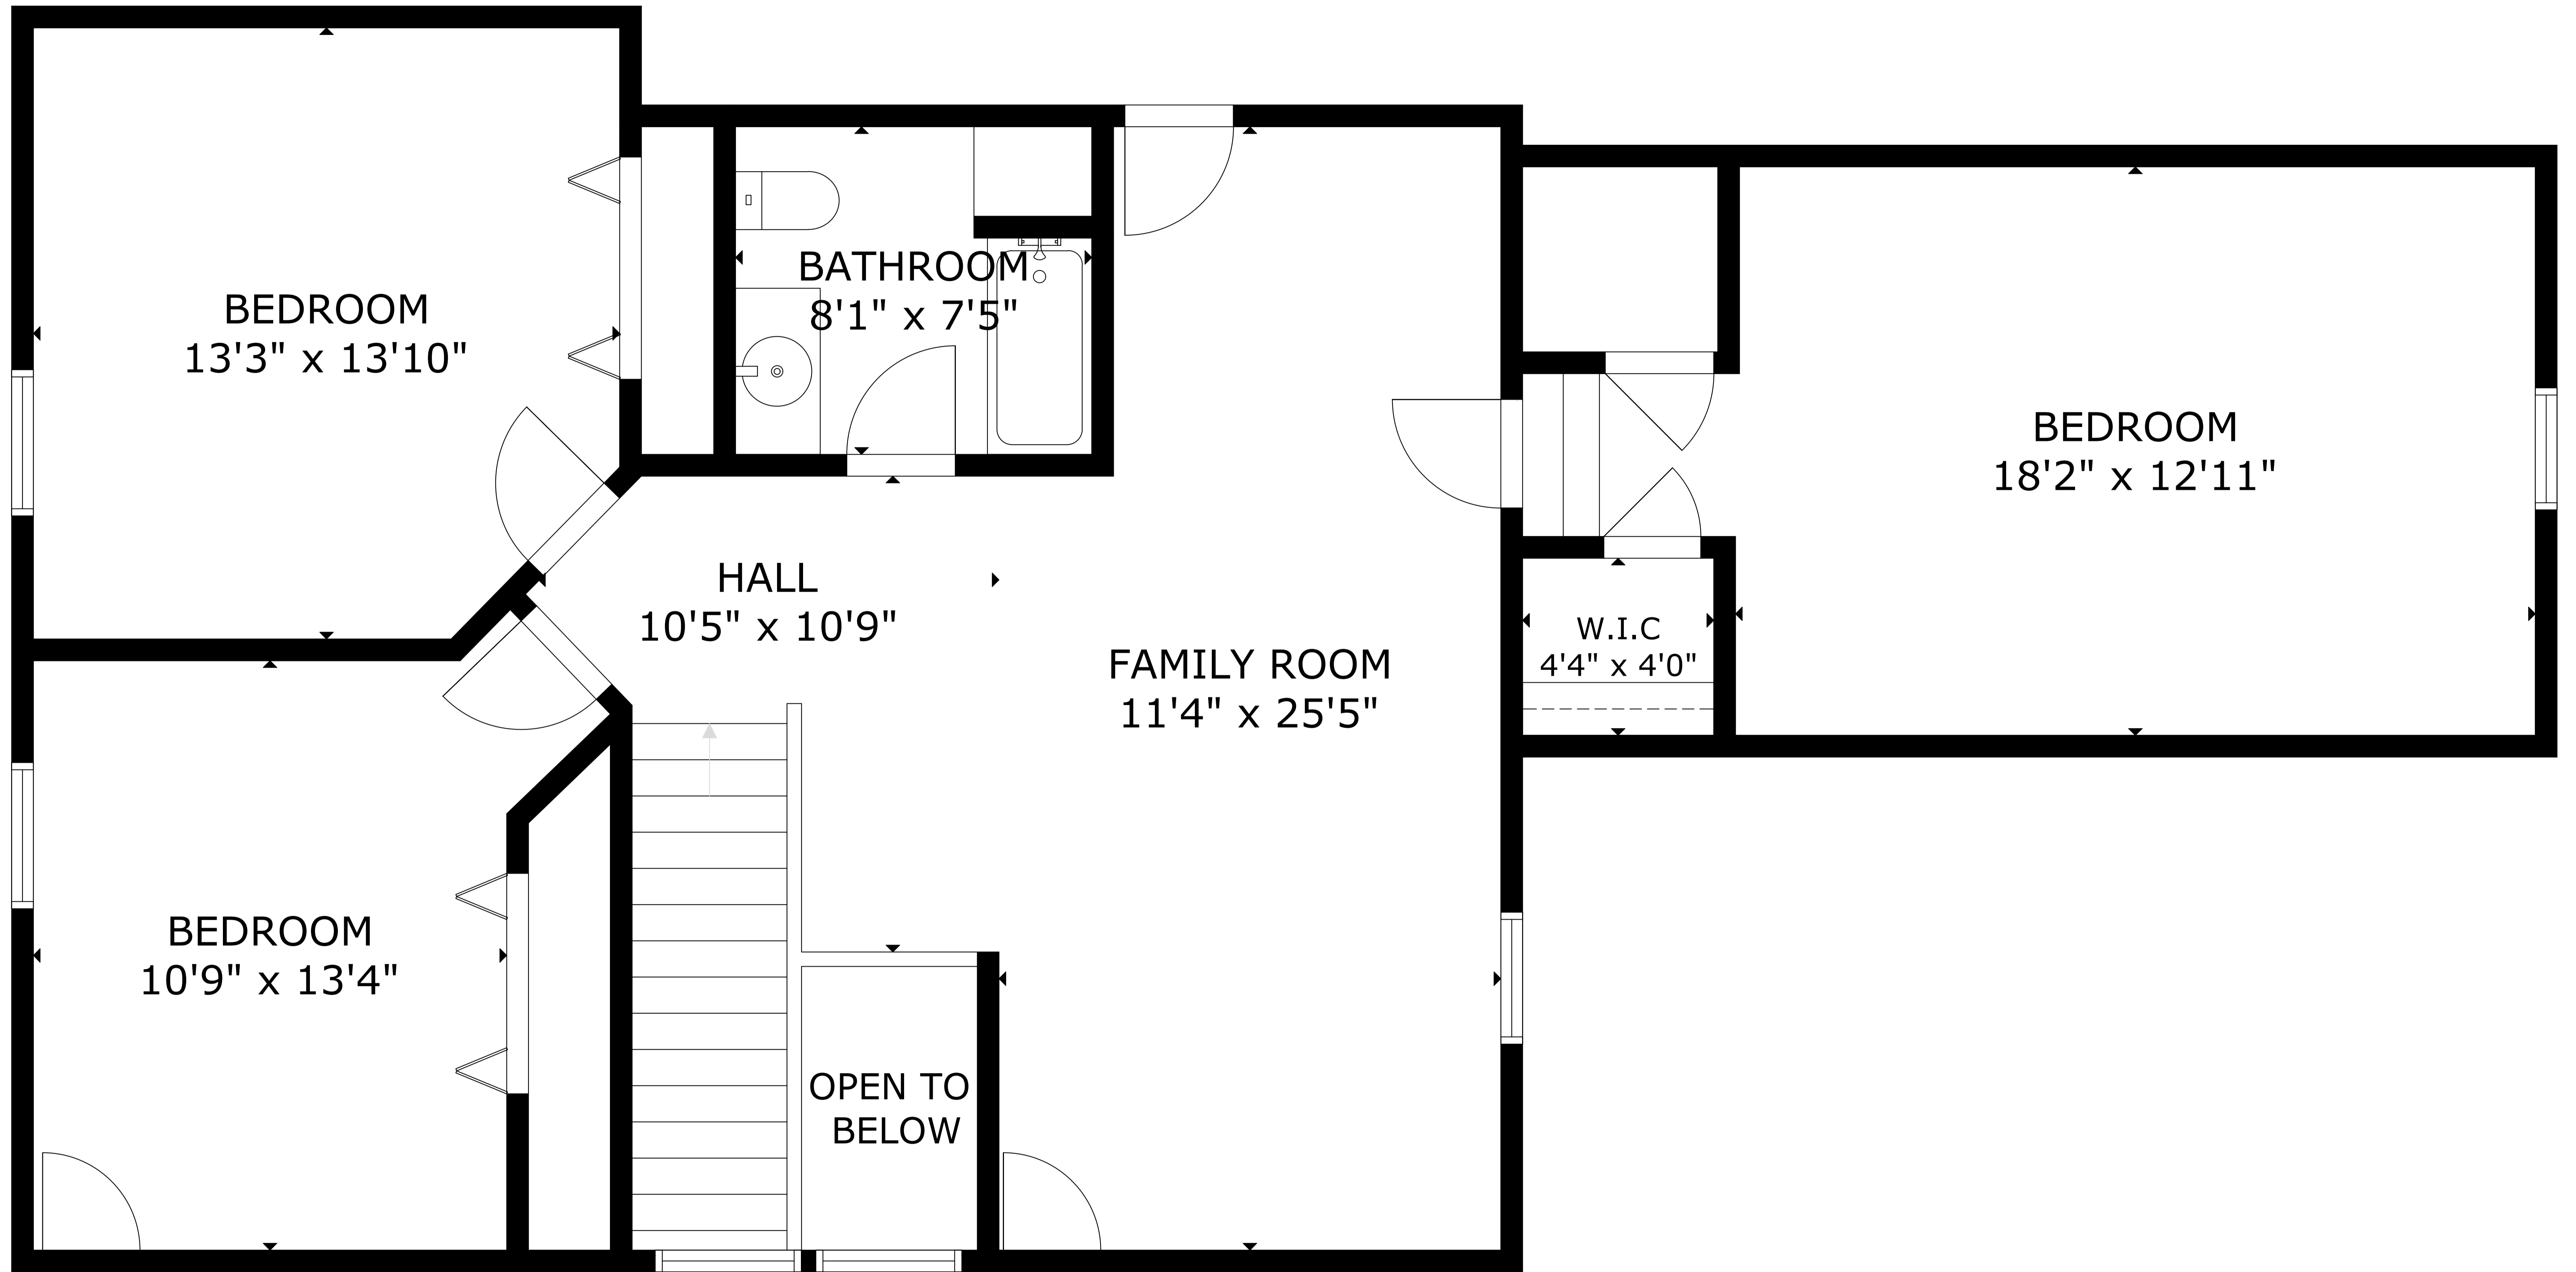 BEDROOM
13'3" x 13'10"
BATHROOM
8'1" x 7'5"
BEDROOM
18'2" x 12'11"
HALL
10'5" x 10'9"
FAMILY ROOM
11'4" x 25'5"
W.I.C
4'4" x 4'0"
BEDROOM
10'9" x 13'4"
OPEN TO
BELOW